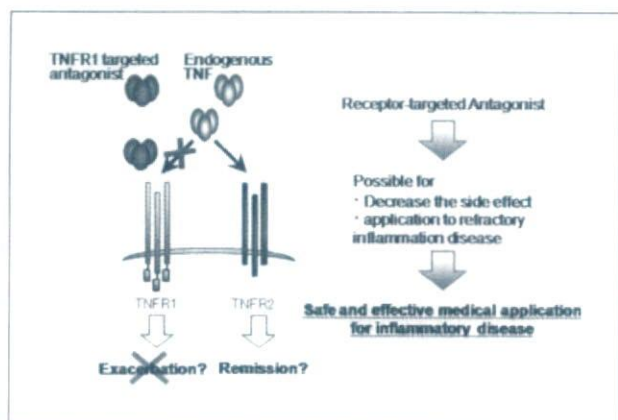 TNFR1 targeted
antagonist
Endogenous
TNF
TNFR1
TNFR2
Exacerbation?
Remission?
Receptor-targeted Antagonist
Possible for
・Decrease the side effect
・application to refractory
inflammation disease
Safe and effective medical application
for inflammatory disease